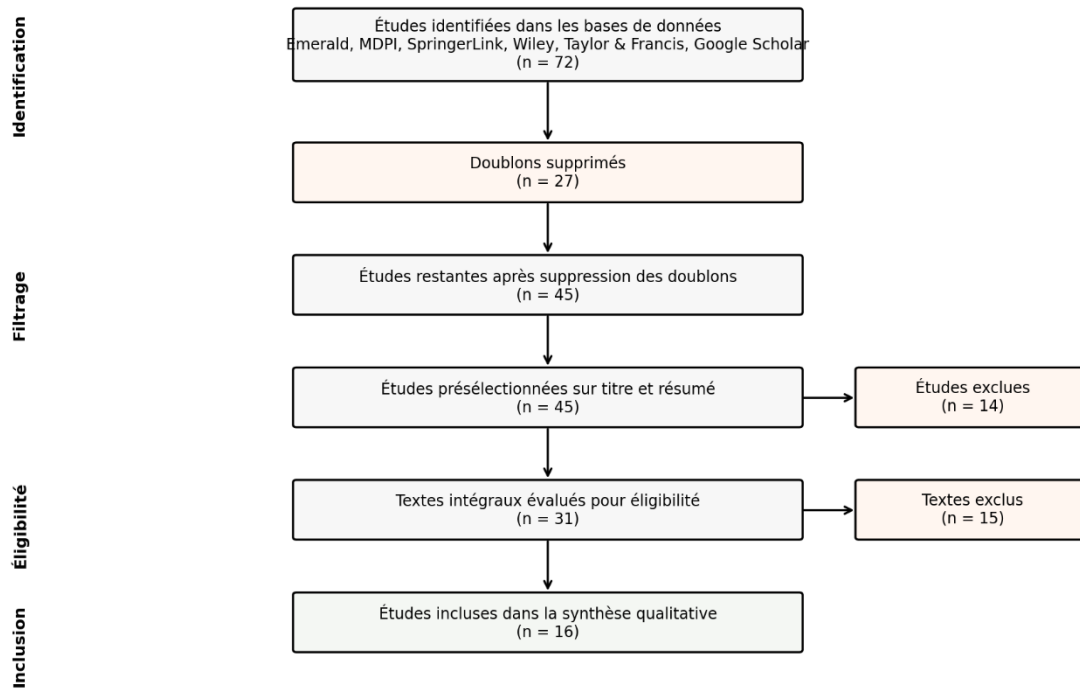 Identification
Études identifiées dans les bases de données
Emerald, MDPI, SpringerLink, Wiley, Taylor & Francis, Google Scholar
(n = 72)
Doublons supprimés
(n = 27)
Filtrage
Études restantes après suppression des doublons
(n = 45)
Études présélectionnées sur titre et résumé
(n = 45)
Études exclues
(n = 14)
Éligibilité
Textes intégraux évalués pour éligibilité
(n = 31)
Textes exclus
(n = 15)
Inclusion
Études incluses dans la synthèse qualitative
(n = 16)